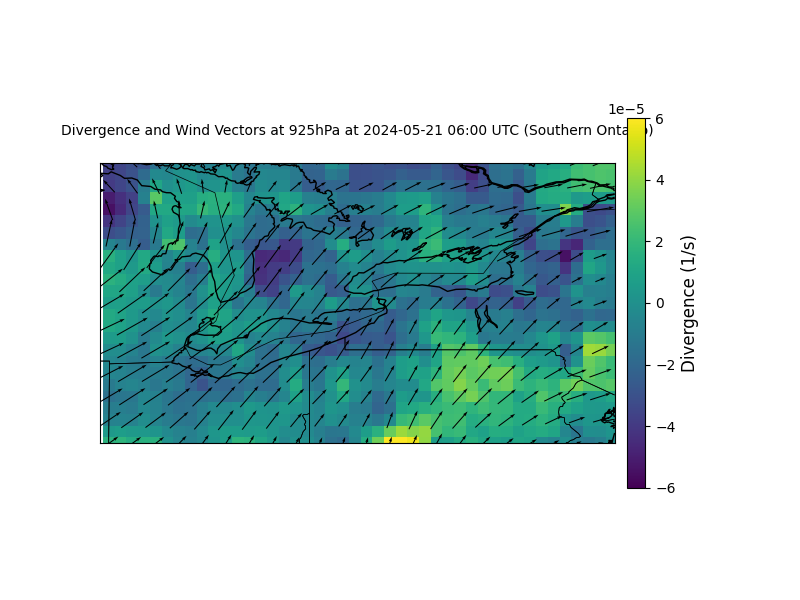 1e−5
Divergence and Wind Vectors at 925hPa at 2024-05-21 06:00 UTC (Southern Ontario)
6
4
2
0
−2
−4
−6
Divergence (1/s)